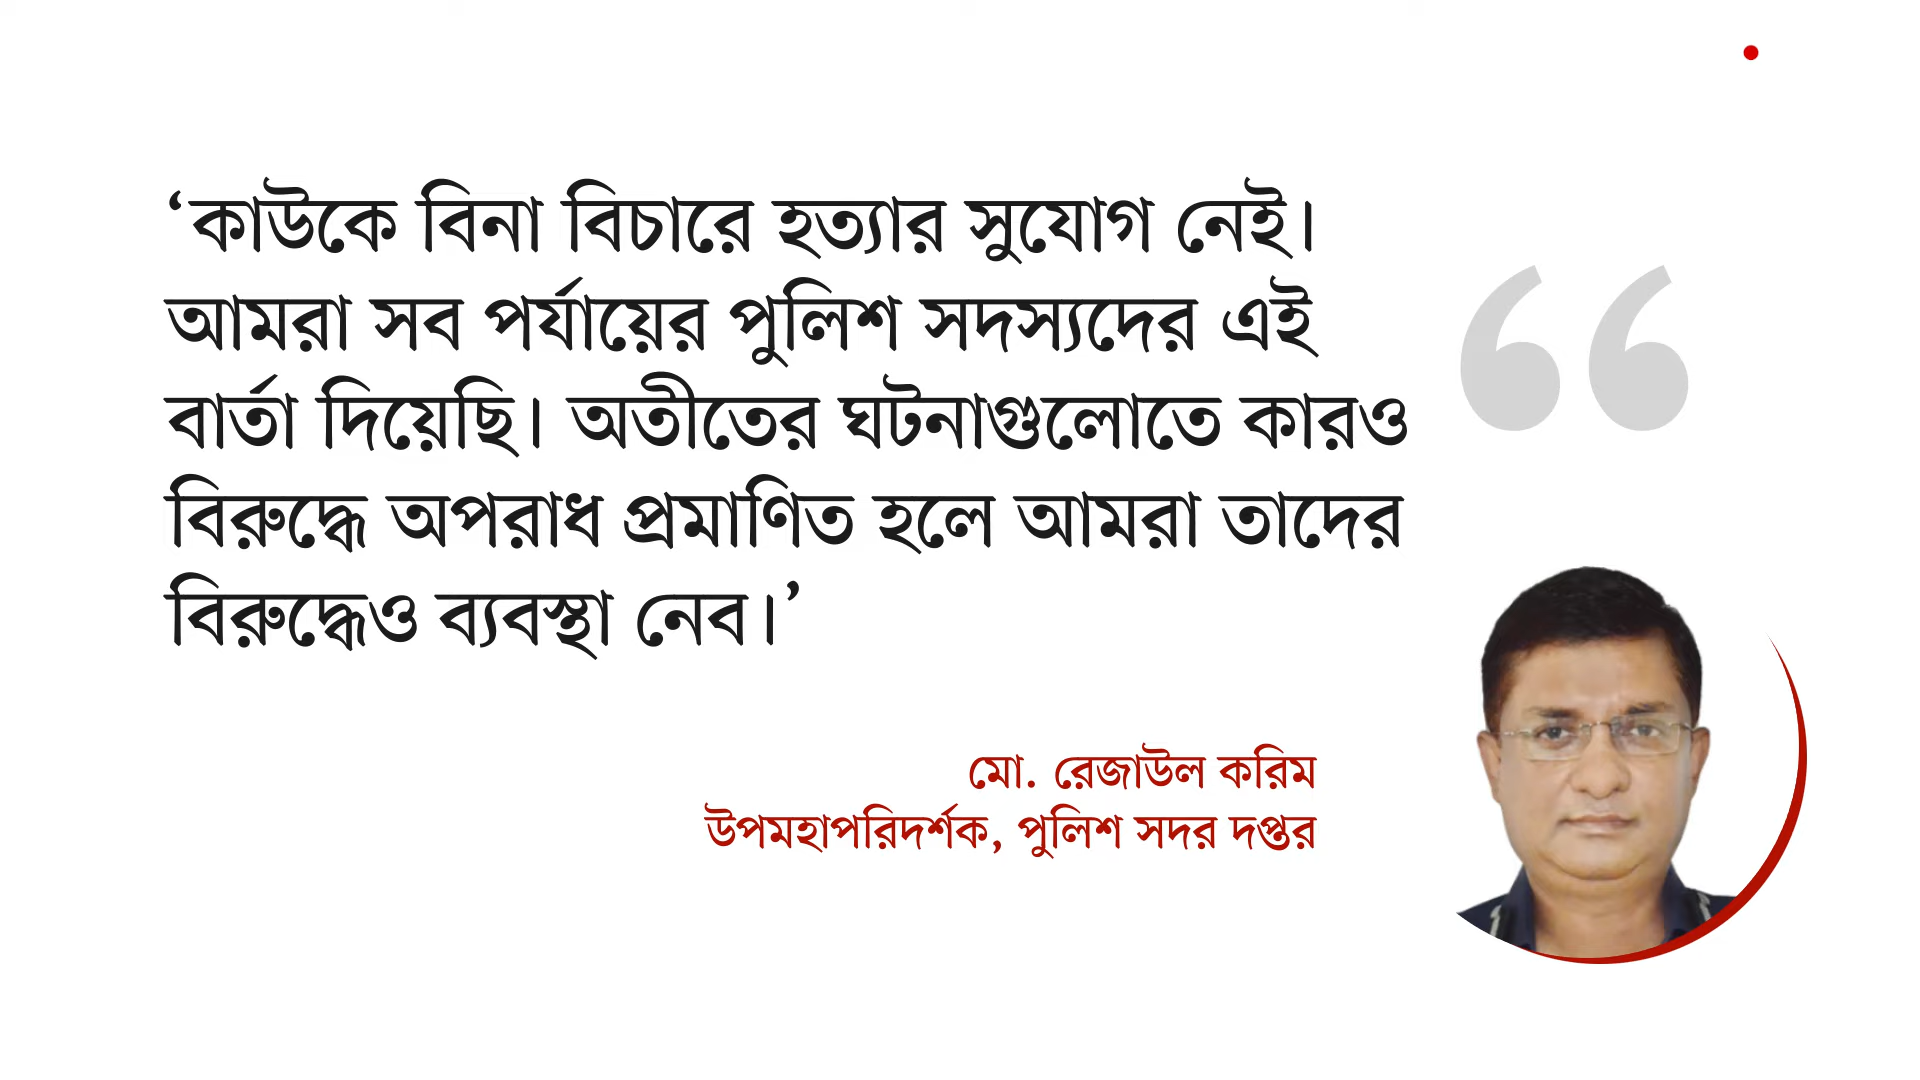 ‘কাউকে বিনা বিচারে হত্যার সুযোগ নেই।
আমরা সব পর্যায়ের পুলিশ সদস্যদের এই
বার্তা দিয়েছি। অতীতের ঘটনাগুলোতে কারও
বিরুদ্ধে অপরাধ প্রমাণিত হলে আমরা তাদের
বিরুদ্ধেও ব্যবস্থা নেব।’
মো. রেজাউল করিম
উপমহাপরিদর্শক, পুলিশ সদর দপ্তর